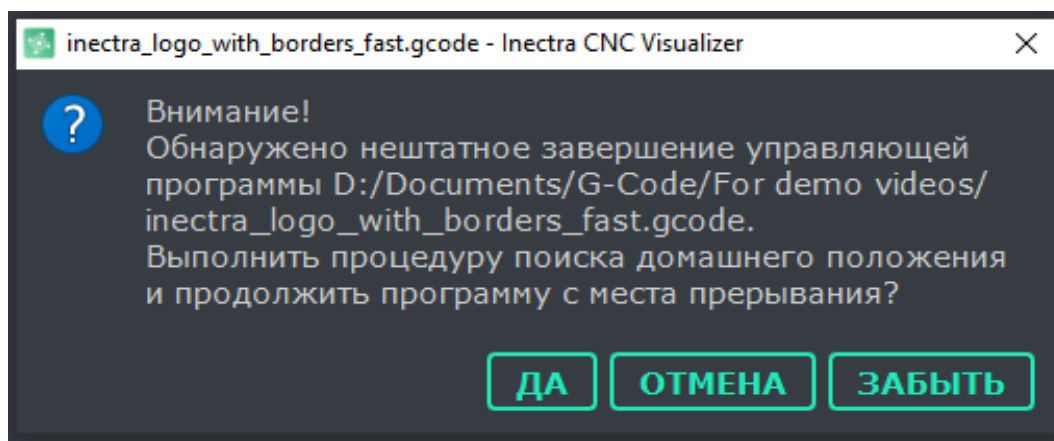 inectra_logo_with_borders_fast.gcode - Inectra CNC Visualizer
?
Внимание!
Обнаружено нештатное завершение управляющей
программы D:/Documents/G-Code/For demo videos/
inectra_logo_with_borders_fast.gcode.
Выполнить процедуру поиска домашнего положения
и продолжить программу с места прерывания?
ДА ОТМЕНА ЗАБЫТЬ